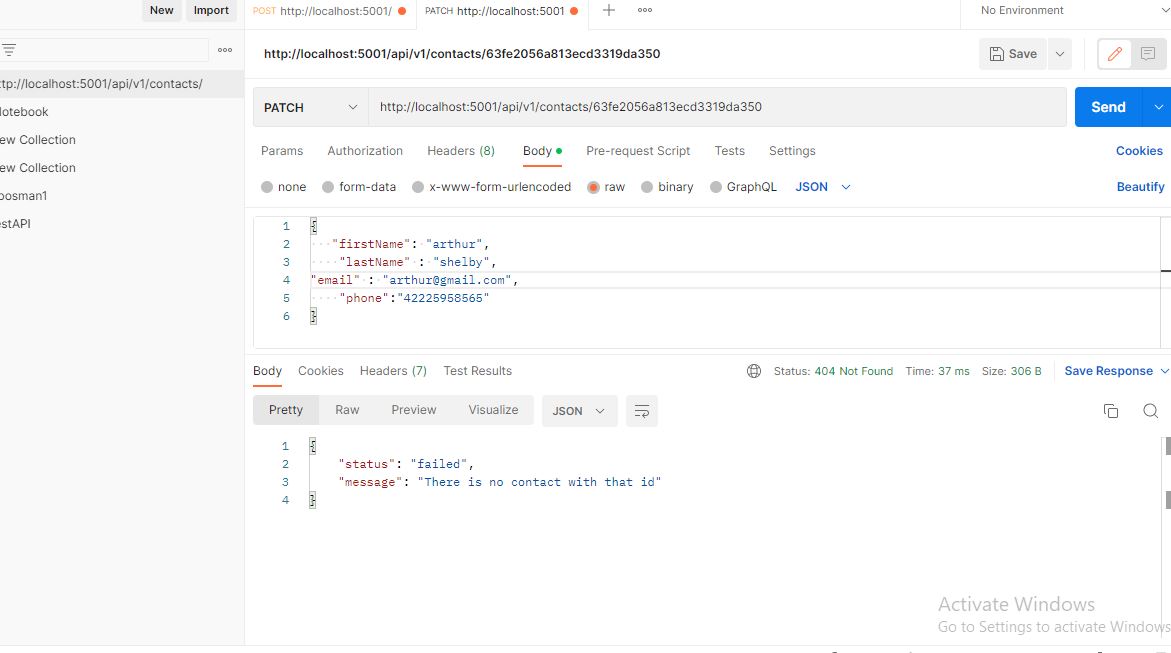 New Import
POST http://localhost:5001/
PATCH http://localhost:5001
No Environment
http://localhost:5001/api/v1/contacts/63fe2056a813ecd3319da350
Save
ttp://localhost:5001/api/v1/contacts/
otebook
ew Collection
ew Collection
oosman1
estAPI
PATCH
http://localhost:5001/api/v1/contacts/63fe2056a813ecd3319da350
Send
Params Authorization Headers (8) Body Pre-request Script Tests Settings Cookies
none form-data x-www-form-urlencoded raw binary GraphQL JSON Beautify
1 {
2 "firstName": "arthur",
3 "lastName" : "shelby",
4 "email" : "arthur@gmail.com",
5 "phone":"42225958565"
6 }
Body Cookies Headers (7) Test Results Status: 404 Not Found Time: 37 ms Size: 306 B Save Response
Pretty Raw Preview Visualize JSON
1 {
2 "status": "failed",
3 "message": "There is no contact with that id"
4 }
Activate Windows
Go to Settings to activate Windows